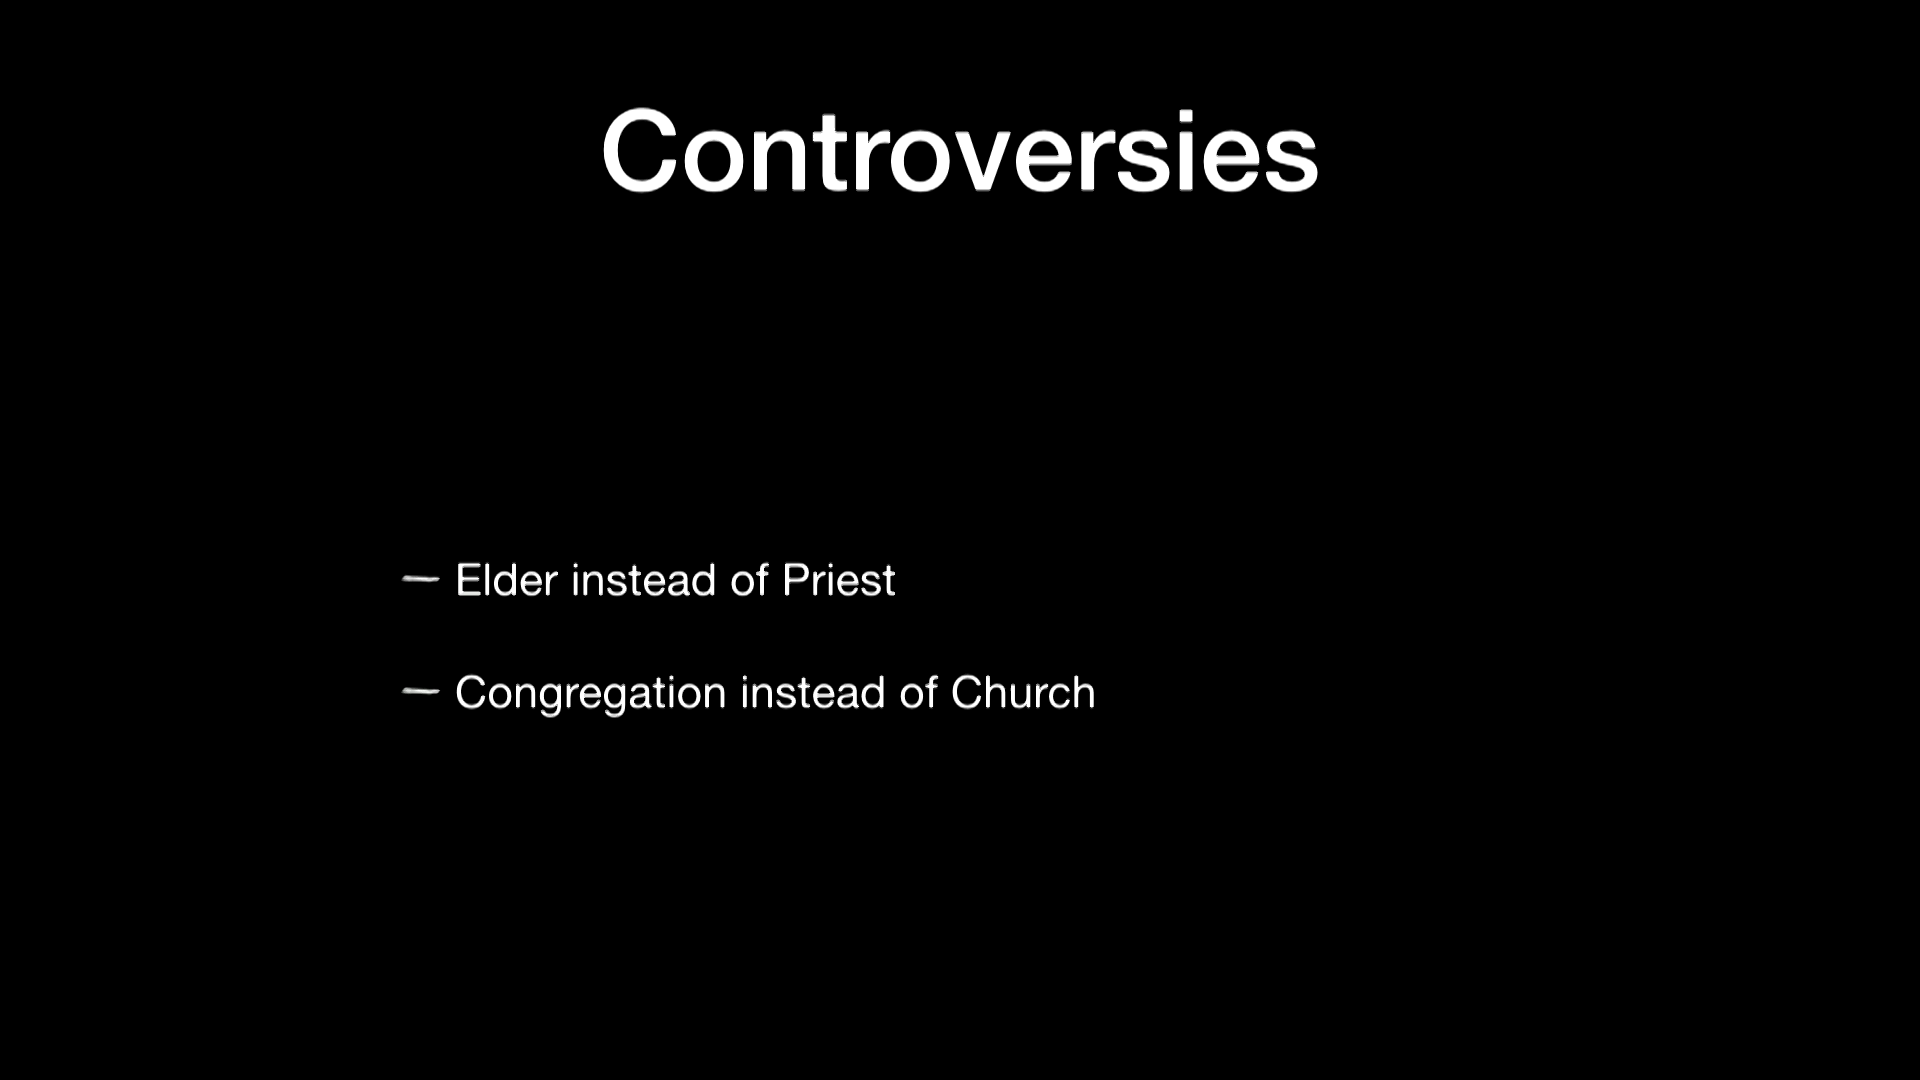 Controversies
— Elder instead of Priest
— Congregation instead of Church